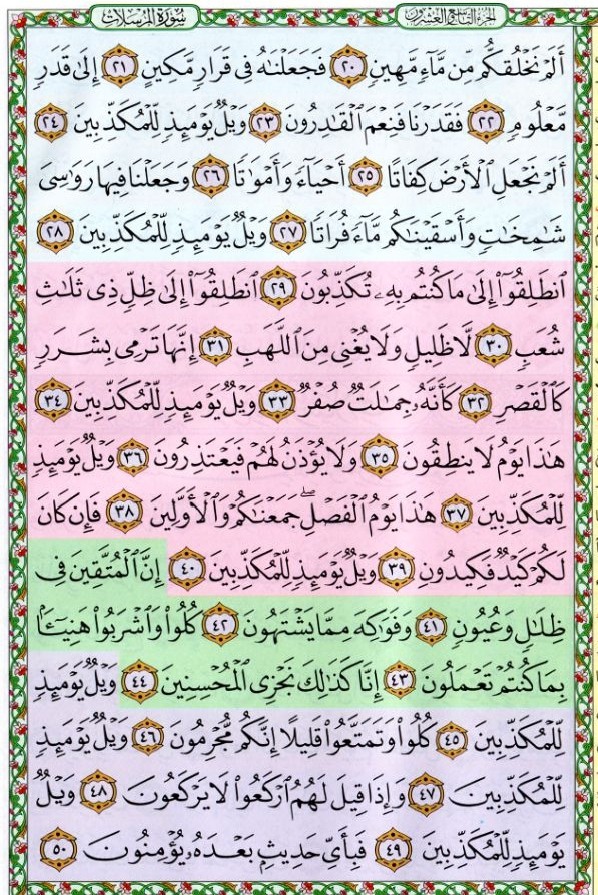 سُورَةُ المُرْسَلَات
الجزء التاسع والعشرون
أَلَمْ نَخْلُقكُّم مِّن مَّآءٍ مَّهِينٍ ٢٠ فَجَعَلْنَٰهُ فِى قَرَارٍ مَّكِينٍ ٢١ إِلَىٰ قَدَرٍ
مَّعْلُومٍ ٢٢ فَقَدَرْنَا فَنِعْمَ ٱلْقَٰدِرُونَ ٢٣ وَيْلٌ يَوْمَئِذٍ لِّلْمُكَذِّبِينَ ٢٤
أَلَمْ نَجْعَلِ ٱلْأَرْضَ كِفَاتًا ٢٥ أَحْيَآءً وَأَمْوَٰتًا ٢٦ وَجَعَلْنَا فِيهَا رَوَٰسِىَ
شَٰمِخَٰتٍ وَأَسْقَيْنَٰكُم مَّآءً فُرَاتًا ٢٧ وَيْلٌ يَوْمَئِذٍ لِّلْمُكَذِّبِينَ ٢٨
ٱنطَلِقُوٓا۟ إِلَىٰ مَا كُنتُم بِهِۦ تُكَذِّبُونَ ٢٩ ٱنطَلِقُوٓا۟ إِلَىٰ ظِلٍّ ذِى ثَلَٰثِ
شُعَبٍ ٣٠ لَّا ظَلِيلٍ وَلَا يُغْنِى مِنَ ٱللَّهَبِ ٣١ إِنَّهَا تَرْمِى بِشَرَرٍ
كَٱلْقَصْرِ ٣٢ كَأَنَّهُۥ جِمَٰلَتٌ صُفْرٌ ٣٣ وَيْلٌ يَوْمَئِذٍ لِّلْمُكَذِّبِينَ ٣٤
هَٰذَا يَوْمُ لَا يَنطِقُونَ ٣٥ وَلَا يُؤْذَنُ لَهُمْ فَيَعْتَذِرُونَ ٣٦ وَيْلٌ يَوْمَئِذٍ
لِّلْمُكَذِّبِينَ ٣٧ هَٰذَا يَوْمُ ٱلْفَصْلِ ۖ جَمَعْنَٰكُمْ وَٱلْأَوَّلِينَ ٣٨ فَإِن كَانَ
لَكُمْ كَيْدٌ فَكِيدُونِ ٣٩ وَيْلٌ يَوْمَئِذٍ لِّلْمُكَذِّبِينَ ٤٠ إِنَّ ٱلْمُتَّقِينَ فِى
ظِلَٰلٍ وَعُيُونٍ ٤١ وَفَوَٰكِهَ مِمَّا يَشْتَهُونَ ٤٢ كُلُوا۟ وَٱشْرَبُوا۟ هَنِيٓـًٔۢا
بِمَا كُنتُمْ تَعْمَلُونَ ٤٣ إِنَّا كَذَٰلِكَ نَجْزِى ٱلْمُحْسِنِينَ ٤٤ وَيْلٌ يَوْمَئِذٍ
لِّلْمُكَذِّبِينَ ٤٥ كُلُوا۟ وَتَمَتَّعُوا۟ قَلِيلًا إِنَّكُم مُّجْرِمُونَ ٤٦ وَيْلٌ يَوْمَئِذٍ
لِّلْمُكَذِّبِينَ ٤٧ وَإِذَا قِيلَ لَهُمُ ٱرْكَعُوا۟ لَا يَرْكَعُونَ ٤٨ وَيْلٌ
يَوْمَئِذٍ لِّلْمُكَذِّبِينَ ٤٩ فَبِأَىِّ حَدِيثٍۭ بَعْدَهُۥ يُؤْمِنُونَ ٥٠